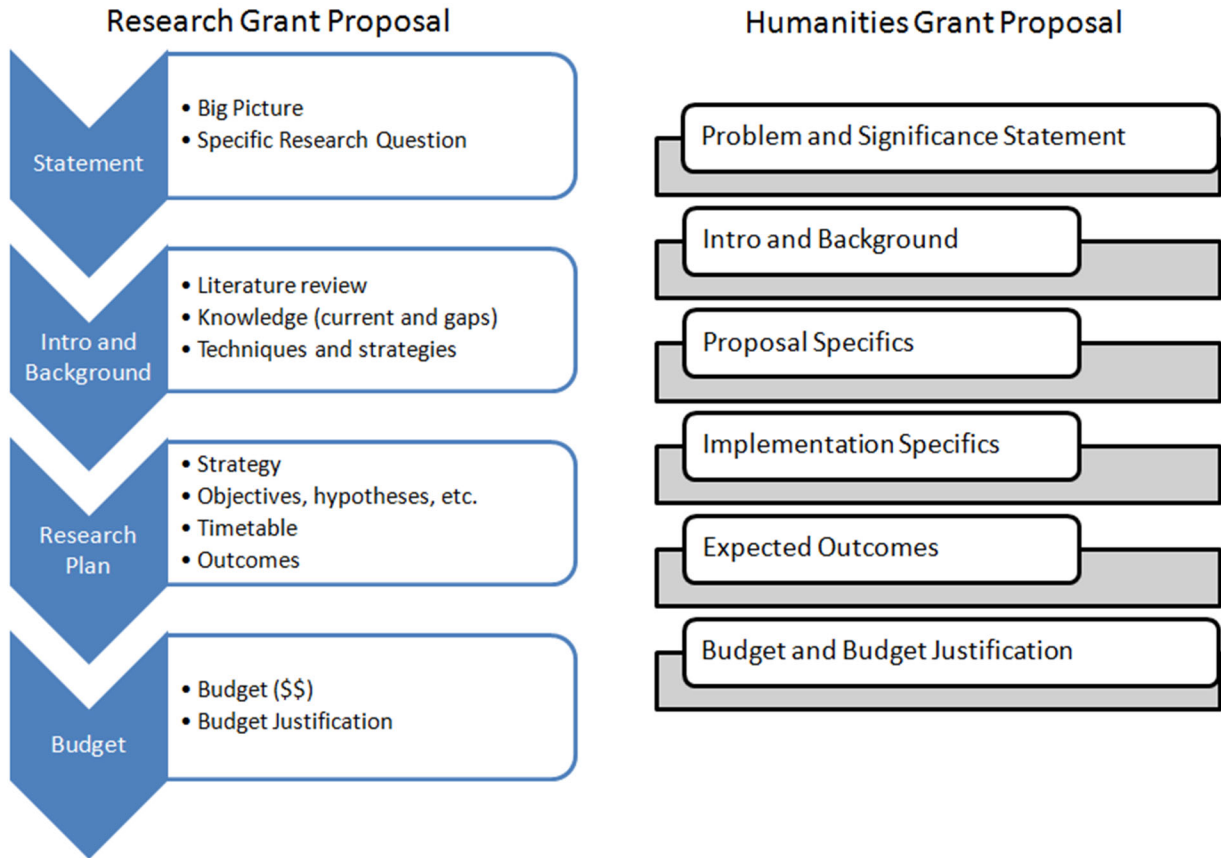 Research Grant Proposal
Statement
• Big Picture
• Specific Research Question
Intro and
Background
• Literature review
• Knowledge (current and gaps)
• Techniques and strategies
Research
Plan
• Strategy
• Objectives, hypotheses, etc.
• Timetable
• Outcomes
Budget
• Budget ($$)
• Budget Justification
Humanities Grant Proposal
Problem and Significance Statement
Intro and Background
Proposal Specifics
Implementation Specifics
Expected Outcomes
Budget and Budget Justification